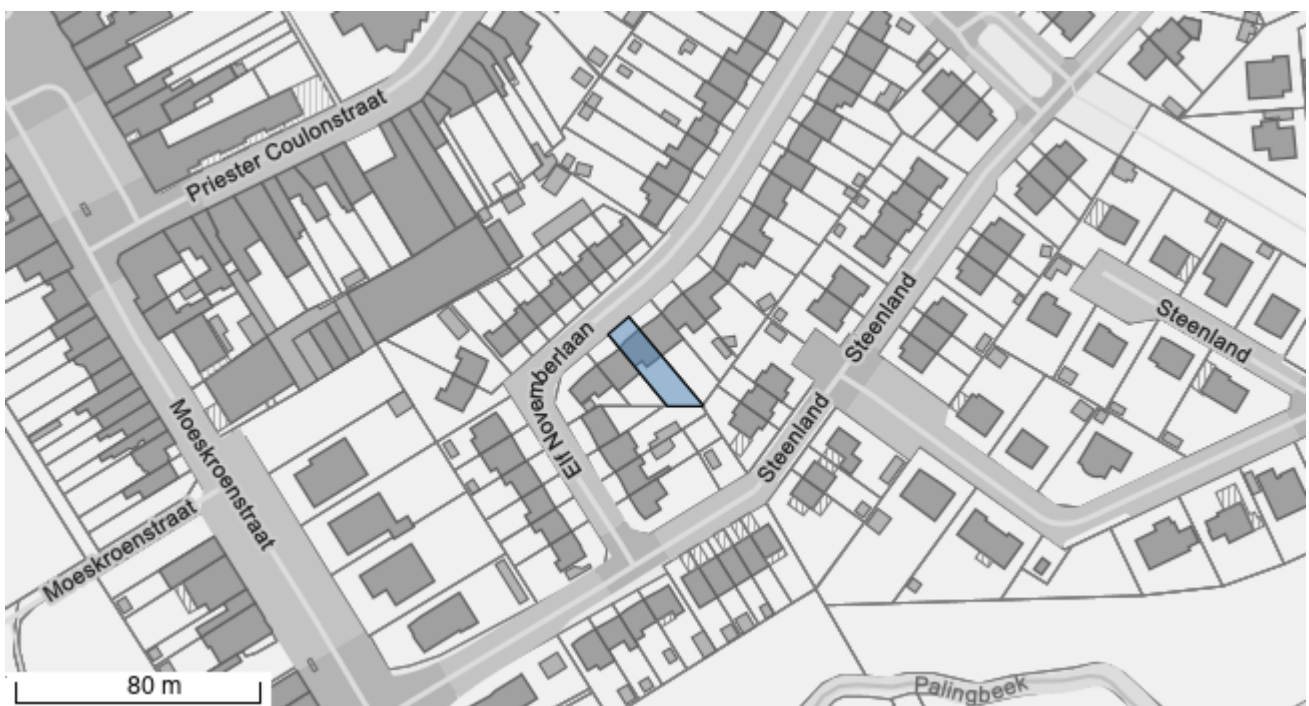 Priester Coulonstraat
Elf Novemberlaan
Steenland
Steenland
Steenland
Moeskroenstraat
Moeskroenstraat
80 m
Palingbeek